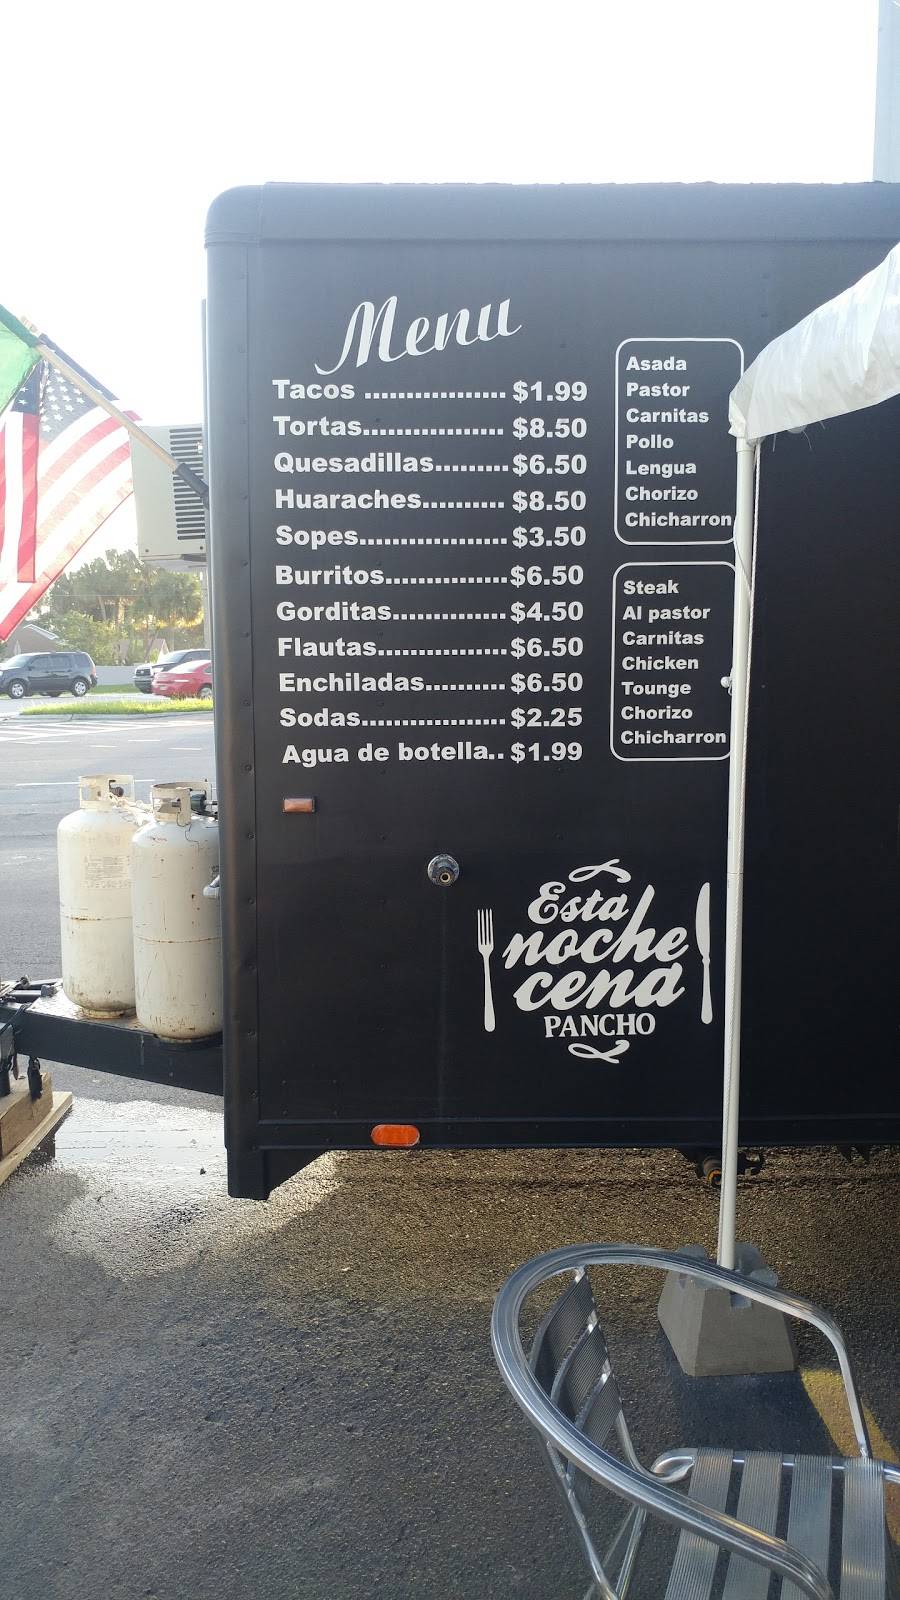 Menu
Tacos ................. $1.99
Tortas................. $8.50
Quesadillas......... $6.50
Huaraches.......... $8.50
Sopes.................. $3.50
Burritos............... $6.50
Gorditas.............. $4.50
Flautas................ $6.50
Enchiladas.......... $6.50
Sodas.................. $2.25
Agua de botella.. $1.99
Asada
Pastor
Carnitas
Pollo
Lengua
Chorizo
Chicharron
Steak
Al pastor
Carnitas
Chicken
Tounge
Chorizo
Chicharron
Esta
noche
cena
PANCHO